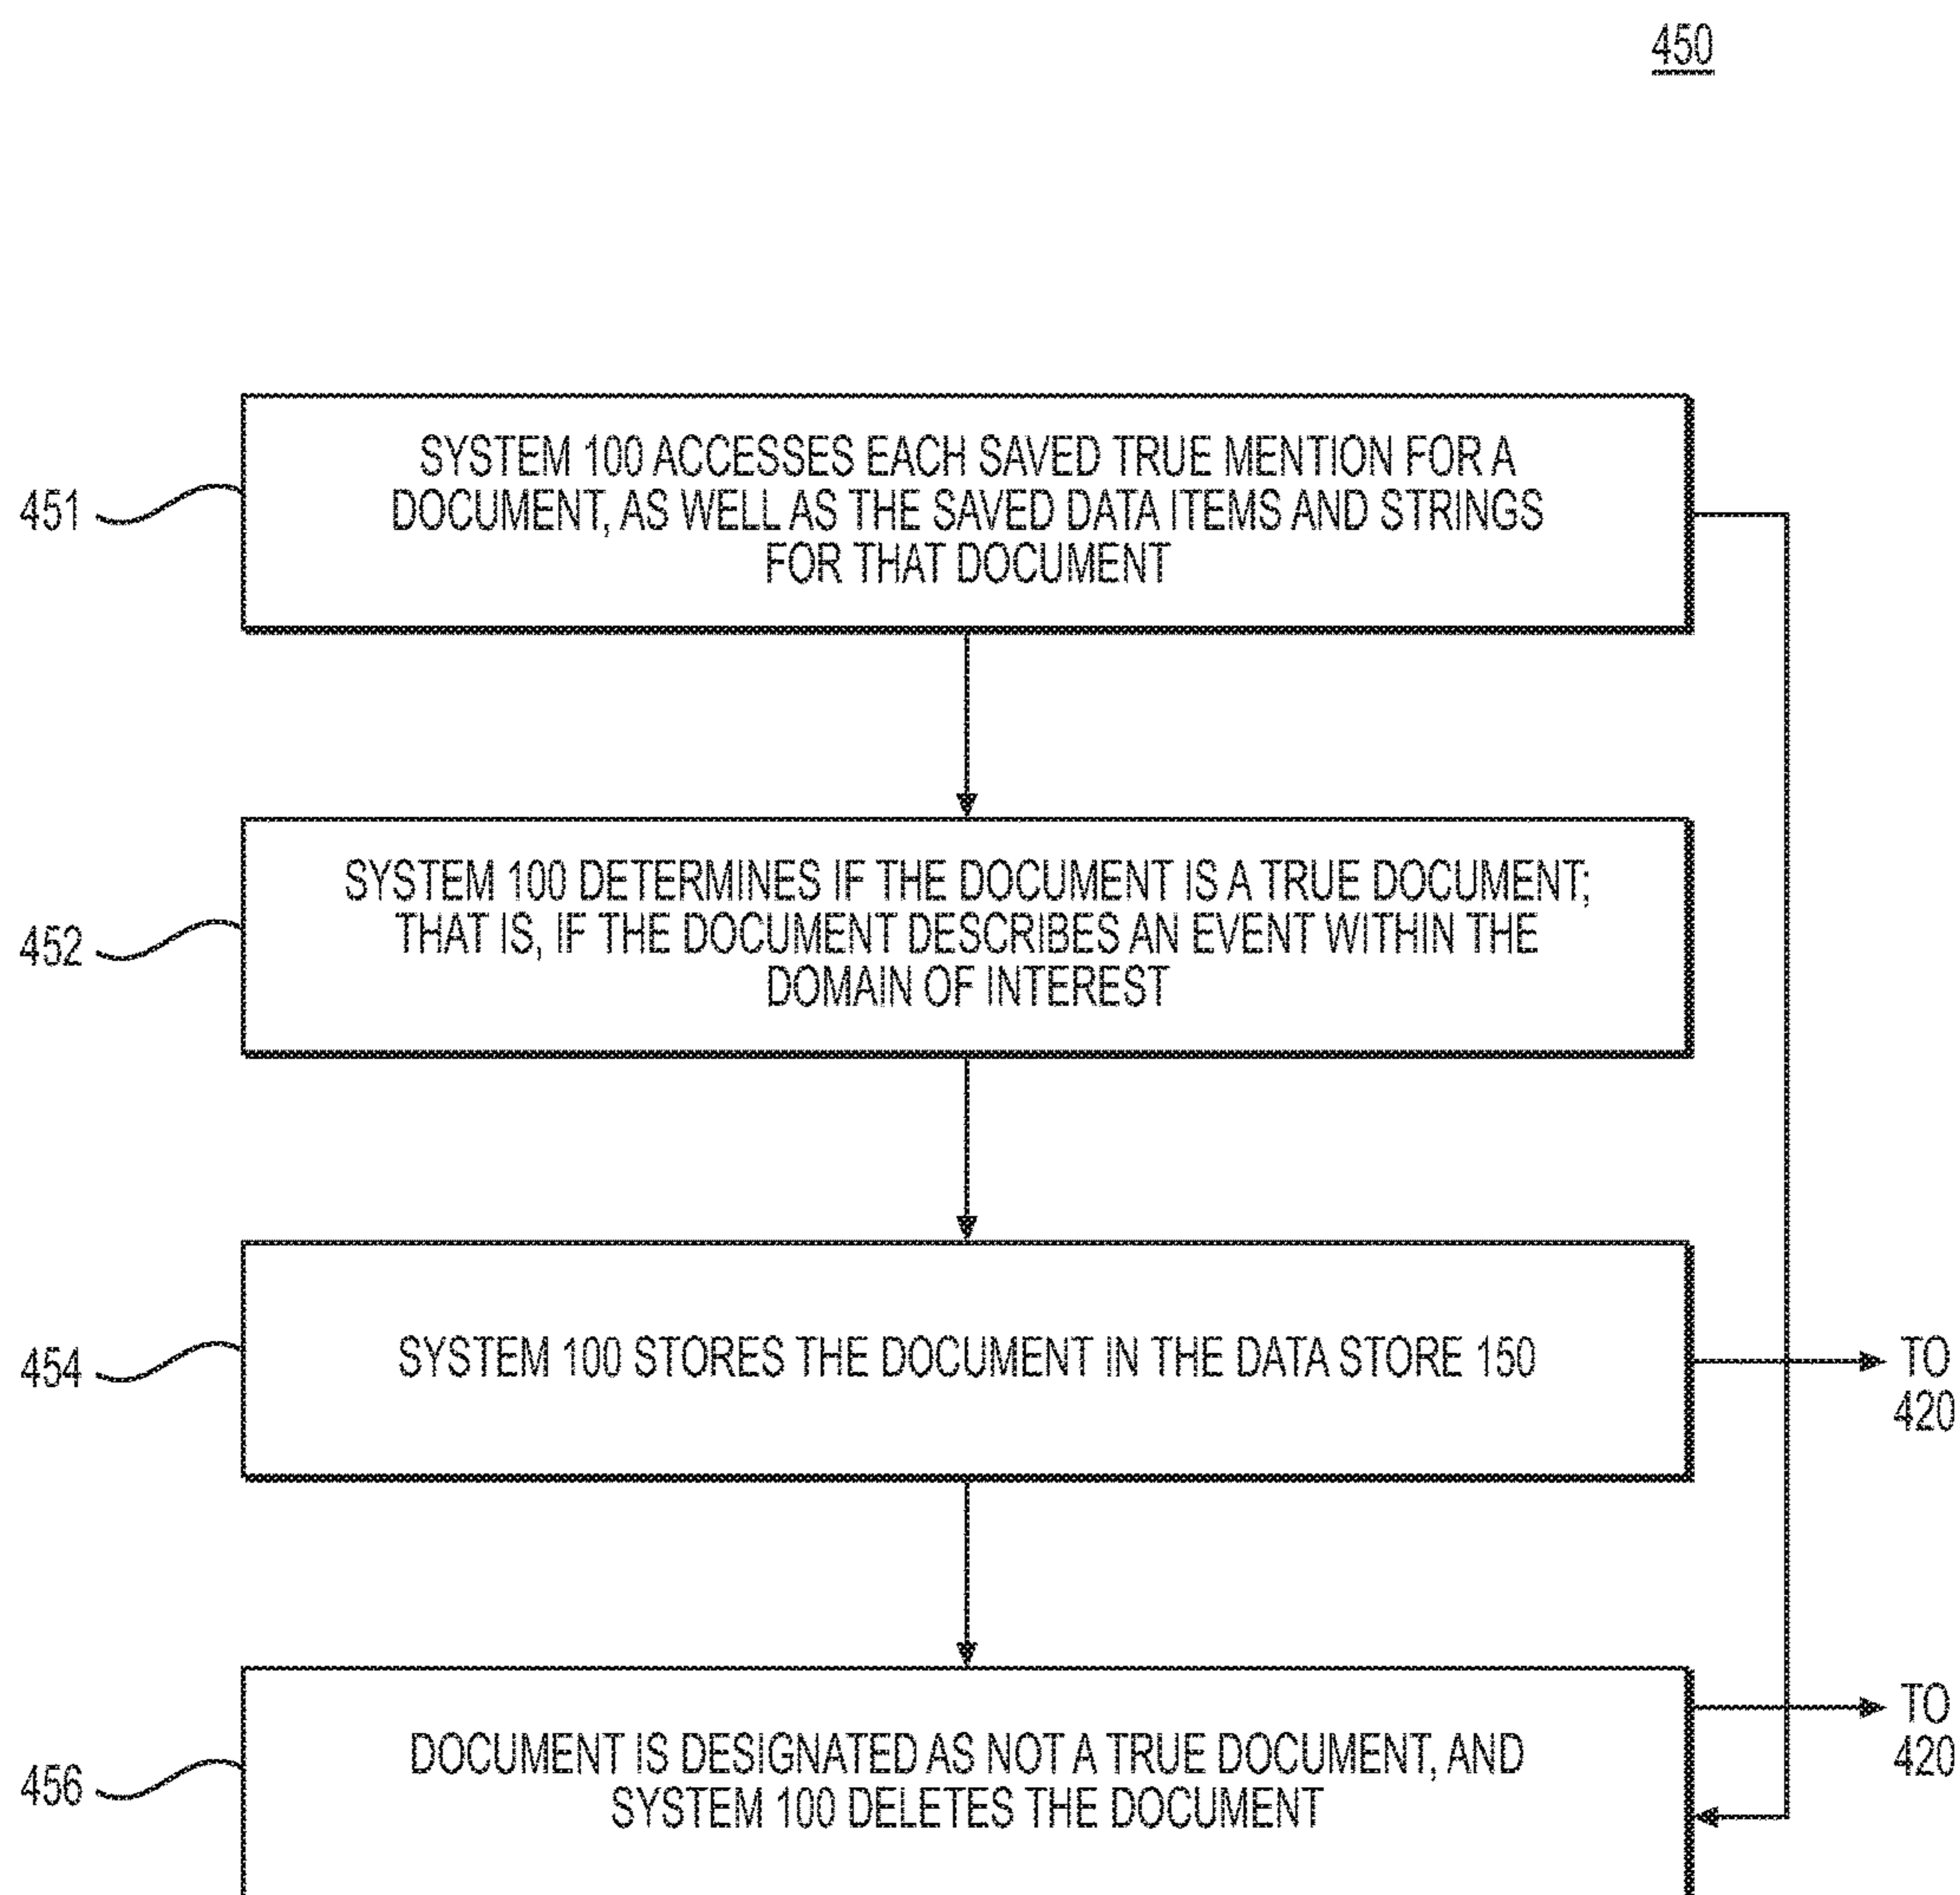 450
SYSTEM 100 ACCESSES EACH SAVED TRUE MENTION FOR A
DOCUMENT, AS WELL AS THE SAVED DATA ITEMS AND STRINGS
FOR THAT DOCUMENT
451
SYSTEM 100 DETERMINES IF THE DOCUMENT IS A TRUE DOCUMENT;
THAT IS, IF THE DOCUMENT DESCRIBES AN EVENT WITHIN THE
DOMAIN OF INTEREST
452
SYSTEM 100 STORES THE DOCUMENT IN THE DATA STORE 150
454
TO
420
DOCUMENT IS DESIGNATED AS NOT A TRUE DOCUMENT, AND
SYSTEM 100 DELETES THE DOCUMENT
456
TO
420